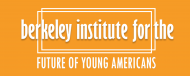 berkeley institute for the
FUTURE OF YOUNG AMERICANS